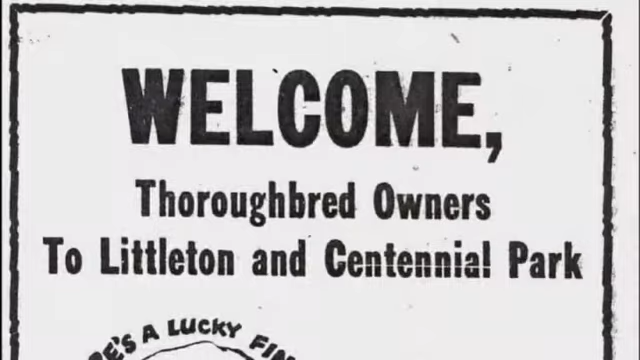 WELCOME,
Thoroughbred Owners
To Littleton and Centennial Park
A LUCKY